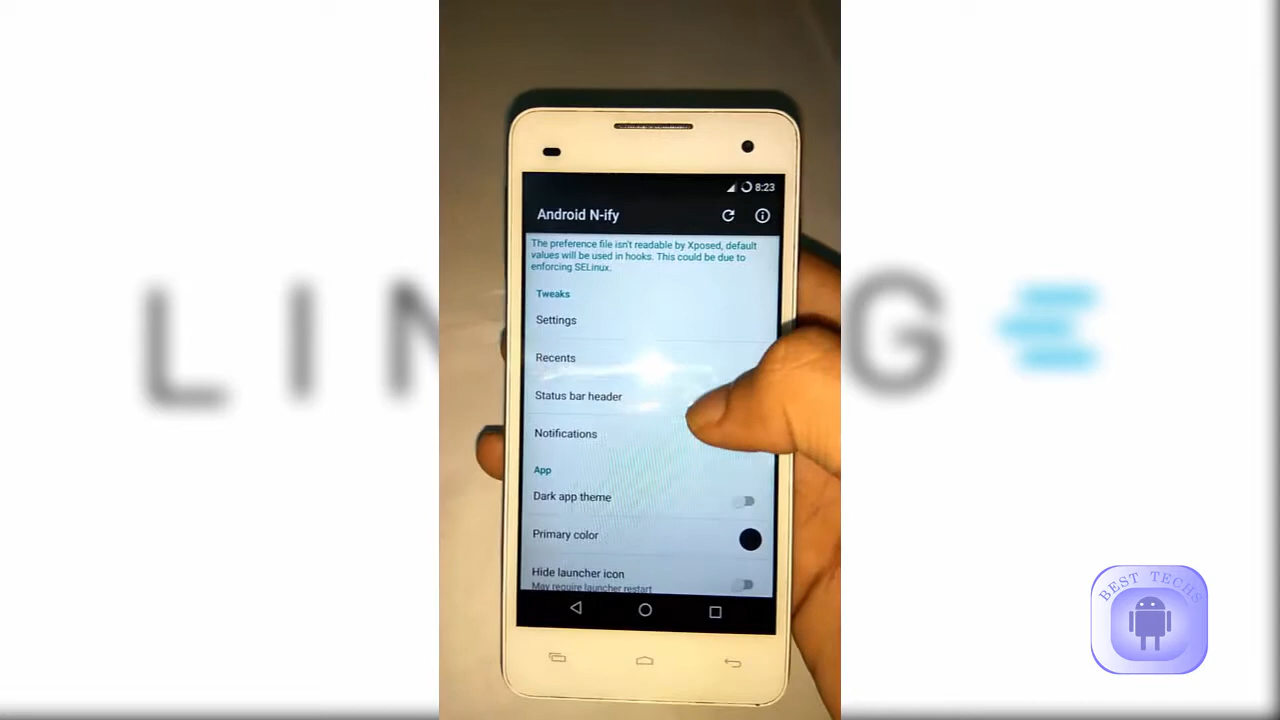 8:23
Android N-ify
The preference file isn't readable by Xposed, default
values will be used in hooks. This could be due to
enforcing SELinux.
Tweaks
Settings
Recents
Status bar header
Notifications
App
Dark app theme
Primary color
Hide launcher icon
May require launcher restart
LIN G
BEST TECHS